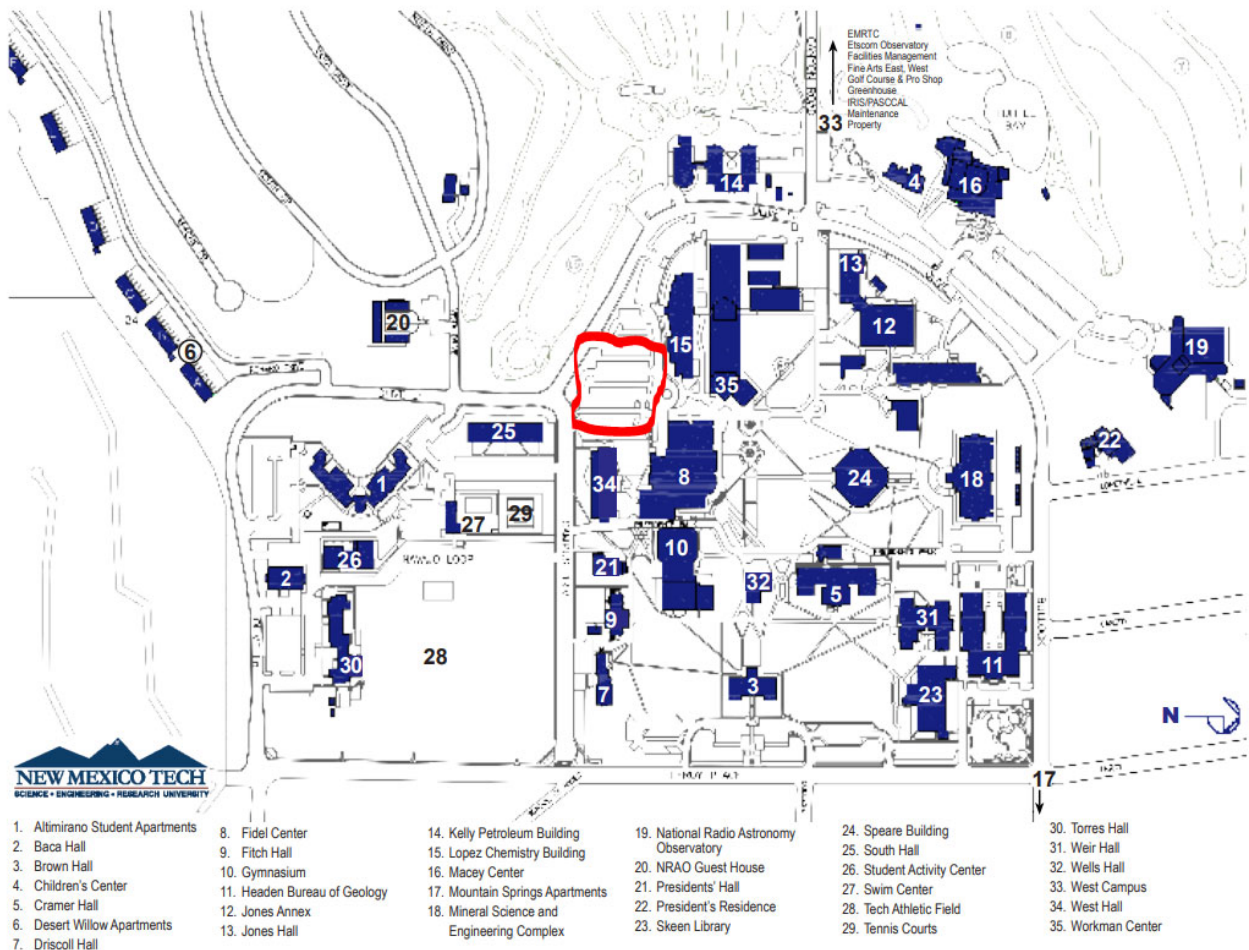 EMRTC
Etscorn Observatory
Facilities Management
Fine Arts East, West
Golf Course & Pro Shop
Greenhouse
IRIS/PASCCAL
Maintenance
Property
33
14
4
16
13
20
15
12
19
6
35
25
22
1
34
8
24
18
27
29
26
10
2
21
32
5
9
31
30
28
7
3
11
23
N
NEW MEXICO TECH
SCIENCE • ENGINEERING • RESEARCH UNIVERSITY
17
1. Altimirano Student Apartments
2. Baca Hall
3. Brown Hall
4. Children's Center
5. Cramer Hall
6. Desert Willow Apartments
7. Driscoll Hall
8. Fidel Center
9. Fitch Hall
10. Gymnasium
11. Headen Bureau of Geology
12. Jones Annex
13. Jones Hall
14. Kelly Petroleum Building
15. Lopez Chemistry Building
16. Macey Center
17. Mountain Springs Apartments
18. Mineral Science and
Engineering Complex
19. National Radio Astronomy
Observatory
20. NRAO Guest House
21. Presidents' Hall
22. President's Residence
23. Skeen Library
24. Speare Building
25. South Hall
26. Student Activity Center
27. Swim Center
28. Tech Athletic Field
29. Tennis Courts
30. Torres Hall
31. Weir Hall
32. Wells Hall
33. West Campus
34. West Hall
35. Workman Center